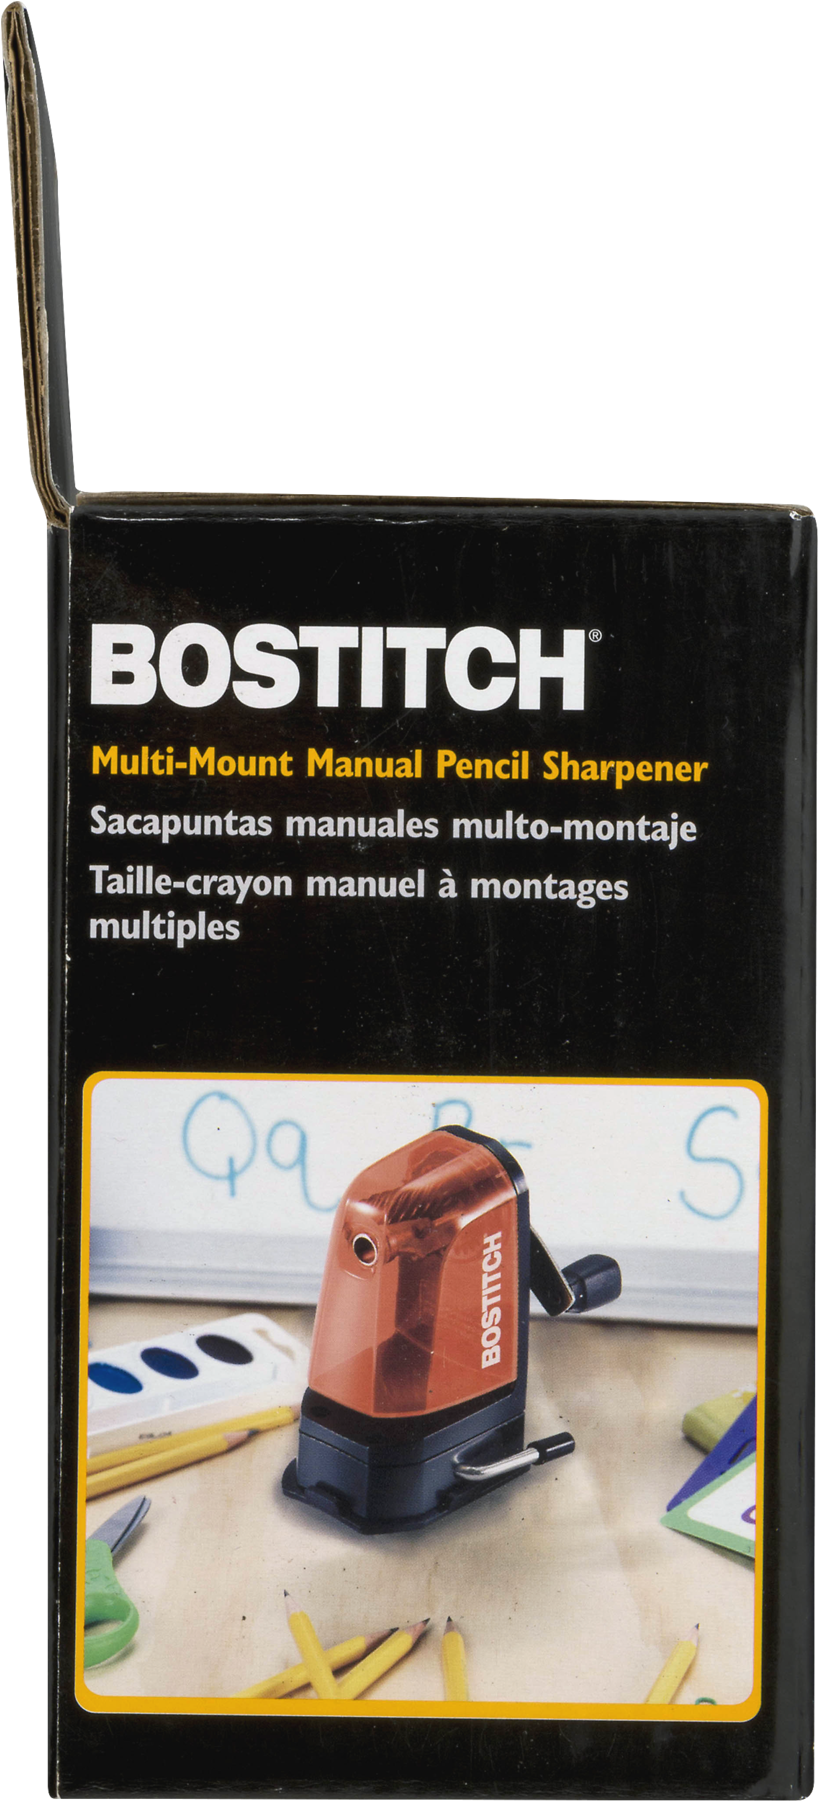 BOSTITCH®
Multi-Mount Manual Pencil Sharpener
Sacapuntas manuales multo-montaje
Taille-crayon manuel à montages
multiples
Qq
S
BOSTITCH